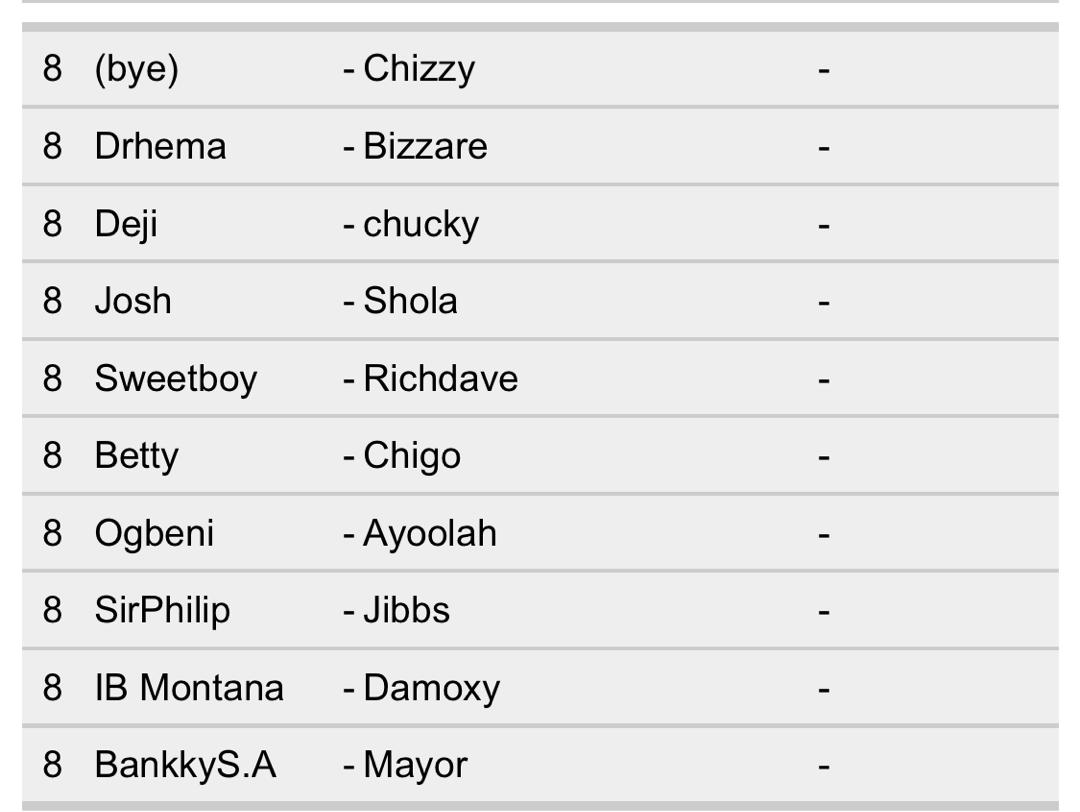 8 (bye) - Chizzy -
8 Drhema - Bizzare -
8 Deji - chucky -
8 Josh - Shola -
8 Sweetboy - Richdave -
8 Betty - Chigo -
8 Ogbeni - Ayoolah -
8 SirPhilip - Jibbs -
8 IB Montana - Damoxy -
8 BankkyS.A - Mayor -